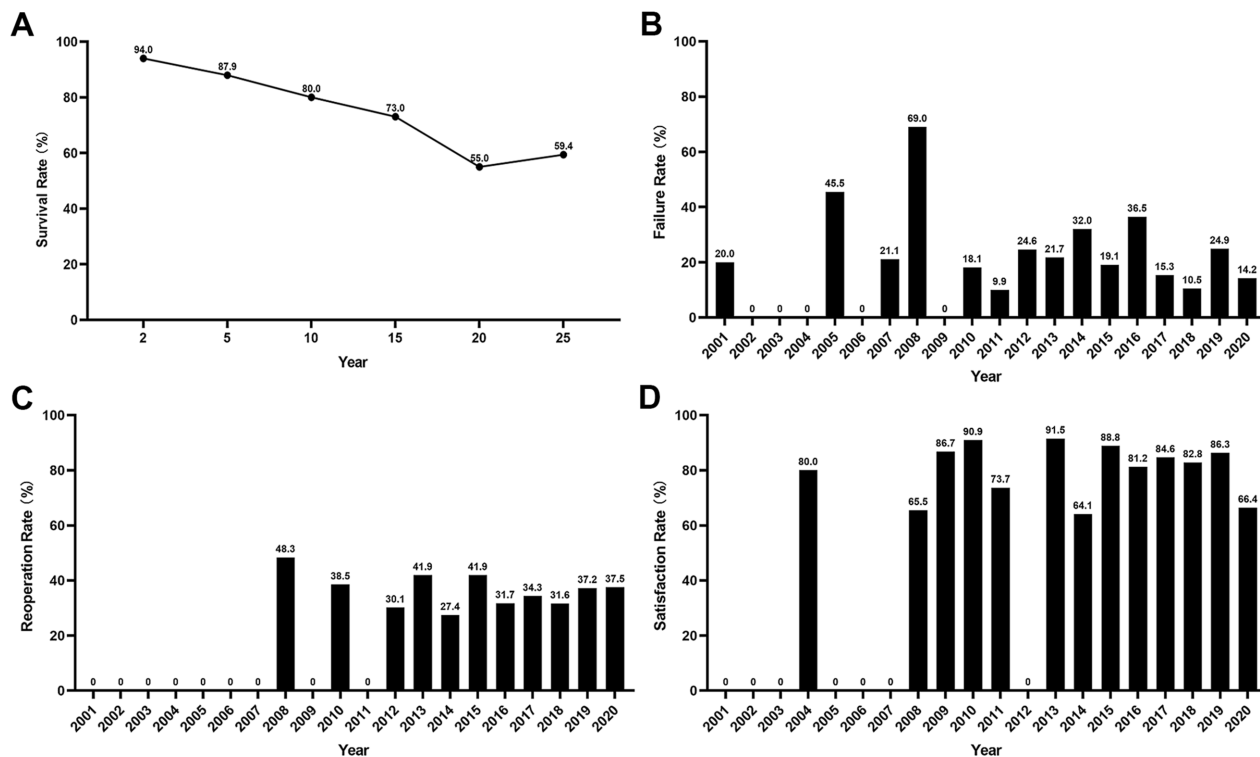 A
100
80
60
40
20
0
Survival Rate (%)
94.0
87.9
80.0
73.0
55.0
59.4
2 5 10 15 20 25
Year
B
100
80
60
40
20
0
Failure Rate (%)
20.0 0 0 0 45.5 0 21.1 69.0 0 18.1 9.9 24.6 21.7 32.0 19.1 36.5 15.3 10.5 24.9 14.2
2001 2002 2003 2004 2005 2006 2007 2008 2009 2010 2011 2012 2013 2014 2015 2016 2017 2018 2019 2020
Year
C
100
80
60
40
20
0
Reoperation Rate (%)
0 0 0 0 0 0 0 48.3 0 38.5 0 30.1 41.9 27.4 41.9 31.7 34.3 31.6 37.2 37.5
2001 2002 2003 2004 2005 2006 2007 2008 2009 2010 2011 2012 2013 2014 2015 2016 2017 2018 2019 2020
Year
D
100
80
60
40
20
0
Satisfaction Rate (%)
0 0 0 80.0 0 0 0 65.5 86.7 90.9 73.7 0 91.5 64.1 88.8 81.2 84.6 82.8 86.3 66.4
2001 2002 2003 2004 2005 2006 2007 2008 2009 2010 2011 2012 2013 2014 2015 2016 2017 2018 2019 2020
Year